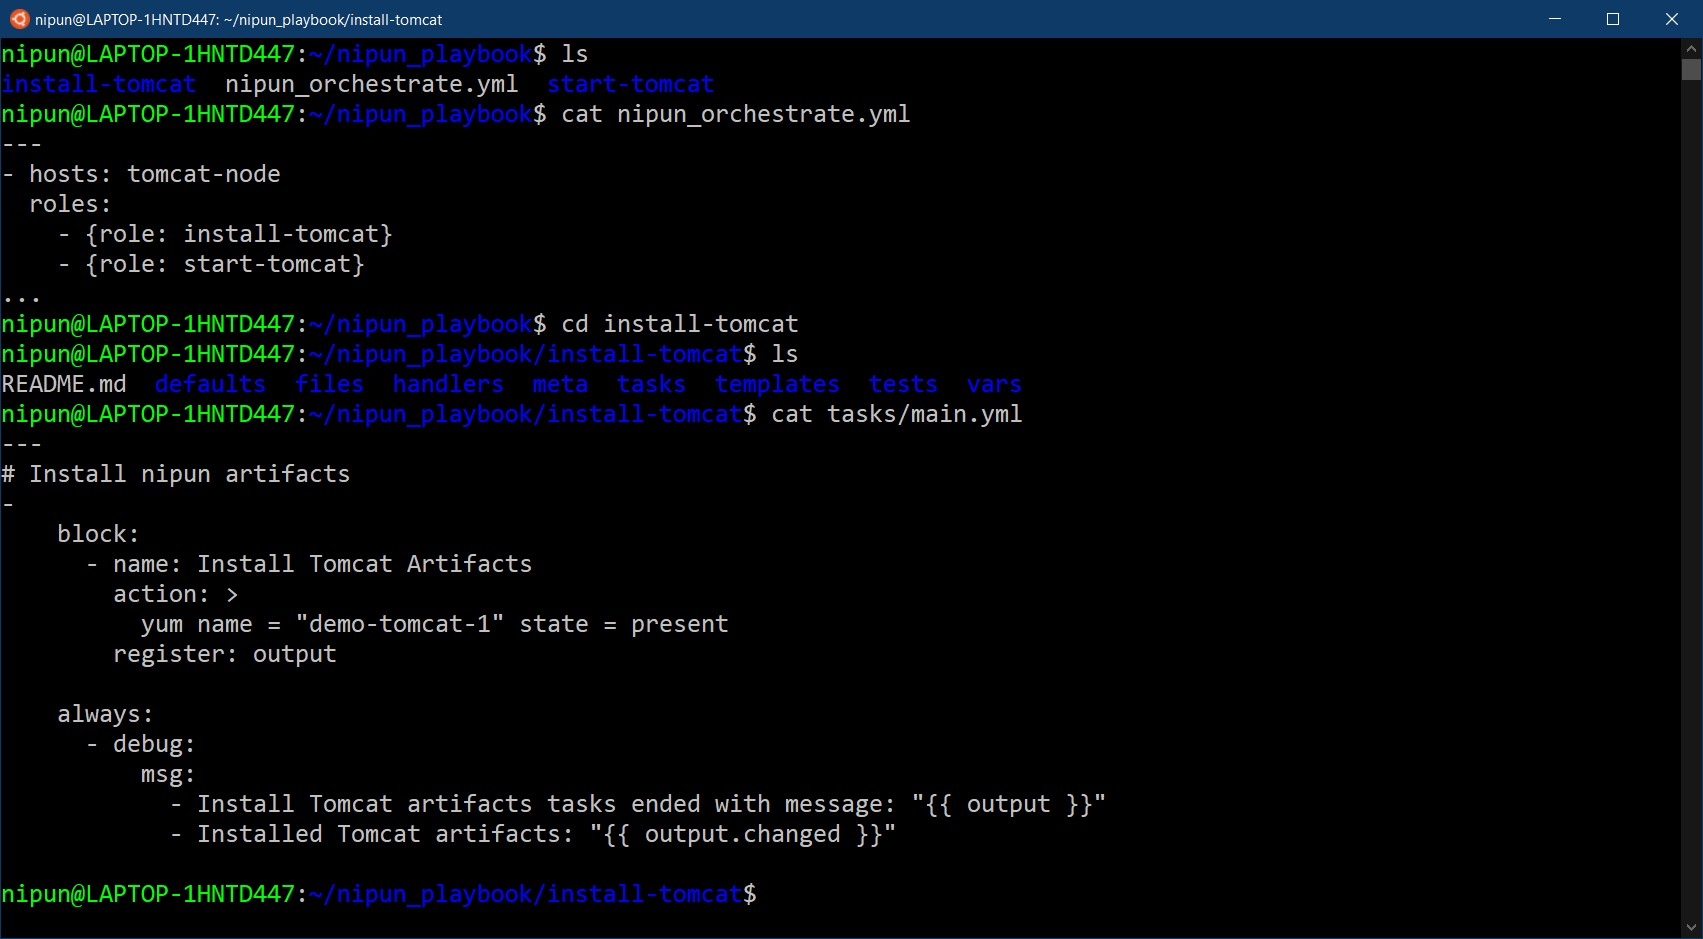 nipun@LAPTOP-1HNTD447: ~/nipun_playbook/install-tomcat
nipun@LAPTOP-1HNTD447:~/nipun_playbook$ ls
install-tomcat  nipun_orchestrate.yml  start-tomcat
nipun@LAPTOP-1HNTD447:~/nipun_playbook$ cat nipun_orchestrate.yml
---
- hosts: tomcat-node
  roles:
    - {role: install-tomcat}
    - {role: start-tomcat}
...
nipun@LAPTOP-1HNTD447:~/nipun_playbook$ cd install-tomcat
nipun@LAPTOP-1HNTD447:~/nipun_playbook/install-tomcat$ ls
README.md  defaults  files  handlers  meta  tasks  templates  tests  vars
nipun@LAPTOP-1HNTD447:~/nipun_playbook/install-tomcat$ cat tasks/main.yml
---
# Install nipun artifacts
-
    block:
      - name: Install Tomcat Artifacts
        action: >
          yum name = "demo-tomcat-1" state = present
        register: output

    always:
      - debug:
          msg:
            - Install Tomcat artifacts tasks ended with message: "{{ output }}"
            - Installed Tomcat artifacts: "{{ output.changed }}"

nipun@LAPTOP-1HNTD447:~/nipun_playbook/install-tomcat$